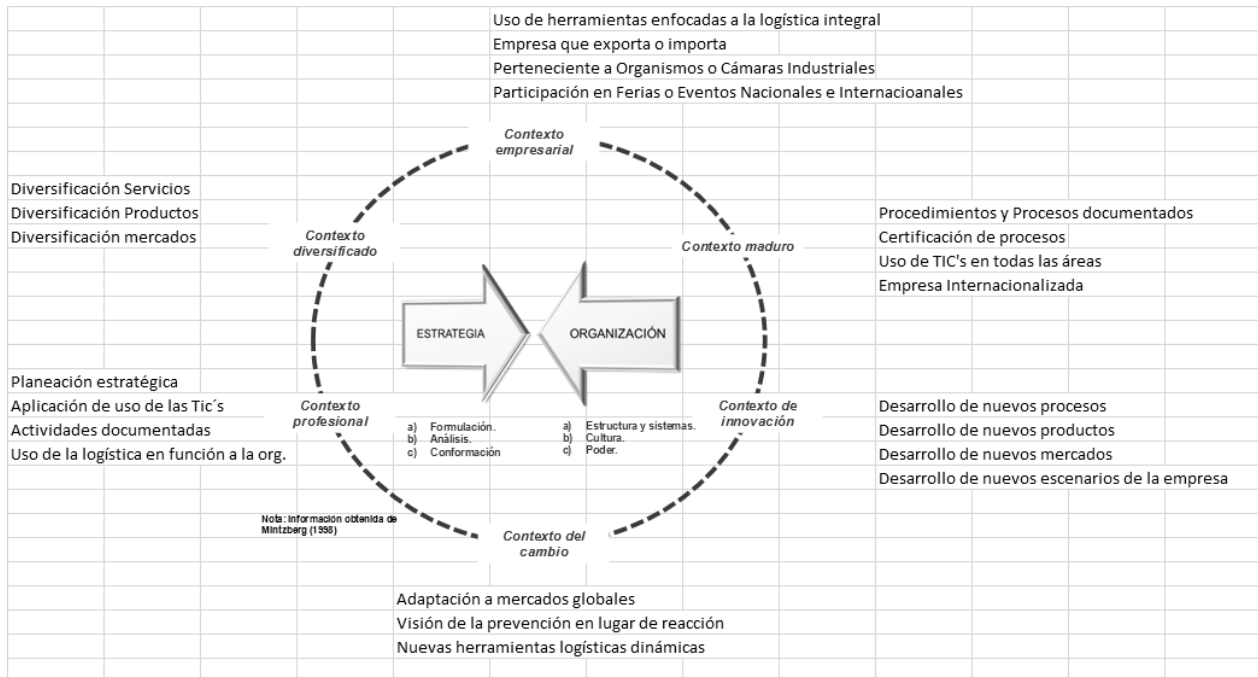 Uso de herramientas enfocadas a la logística integral
Empresa que exporta o importa
Perteneciente a Organismos o Cámaras Industriales
Participación en Ferias o Eventos Nacionales e Internacioanales
Contexto
empresarial
Diversificación Servicios
Diversificación Productos
Diversificación mercados
Contexto
diversificado
Contexto maduro
Procedimientos y Procesos documentados
Certificación de procesos
Uso de TIC's en todas las áreas
Empresa Internacionalizada
ESTRATEGIA
ORGANIZACIÓN
Planeación estratégica
Aplicación de uso de las Tic´s
Actividades documentadas
Uso de la logística en función a la org.
Contexto
profesional
a) Formulación.
b) Análisis.
c) Conformación
a) Estructura y sistemas.
b) Cultura.
c) Poder.
Contexto de
innovación
Desarrollo de nuevos procesos
Desarrollo de nuevos productos
Desarrollo de nuevos mercados
Desarrollo de nuevos escenarios de la empresa
Nota: Información obtenida de
Mintzberg (1998)
Contexto del
cambio
Adaptación a mercados globales
Visión de la prevención en lugar de reacción
Nuevas herramientas logísticas dinámicas